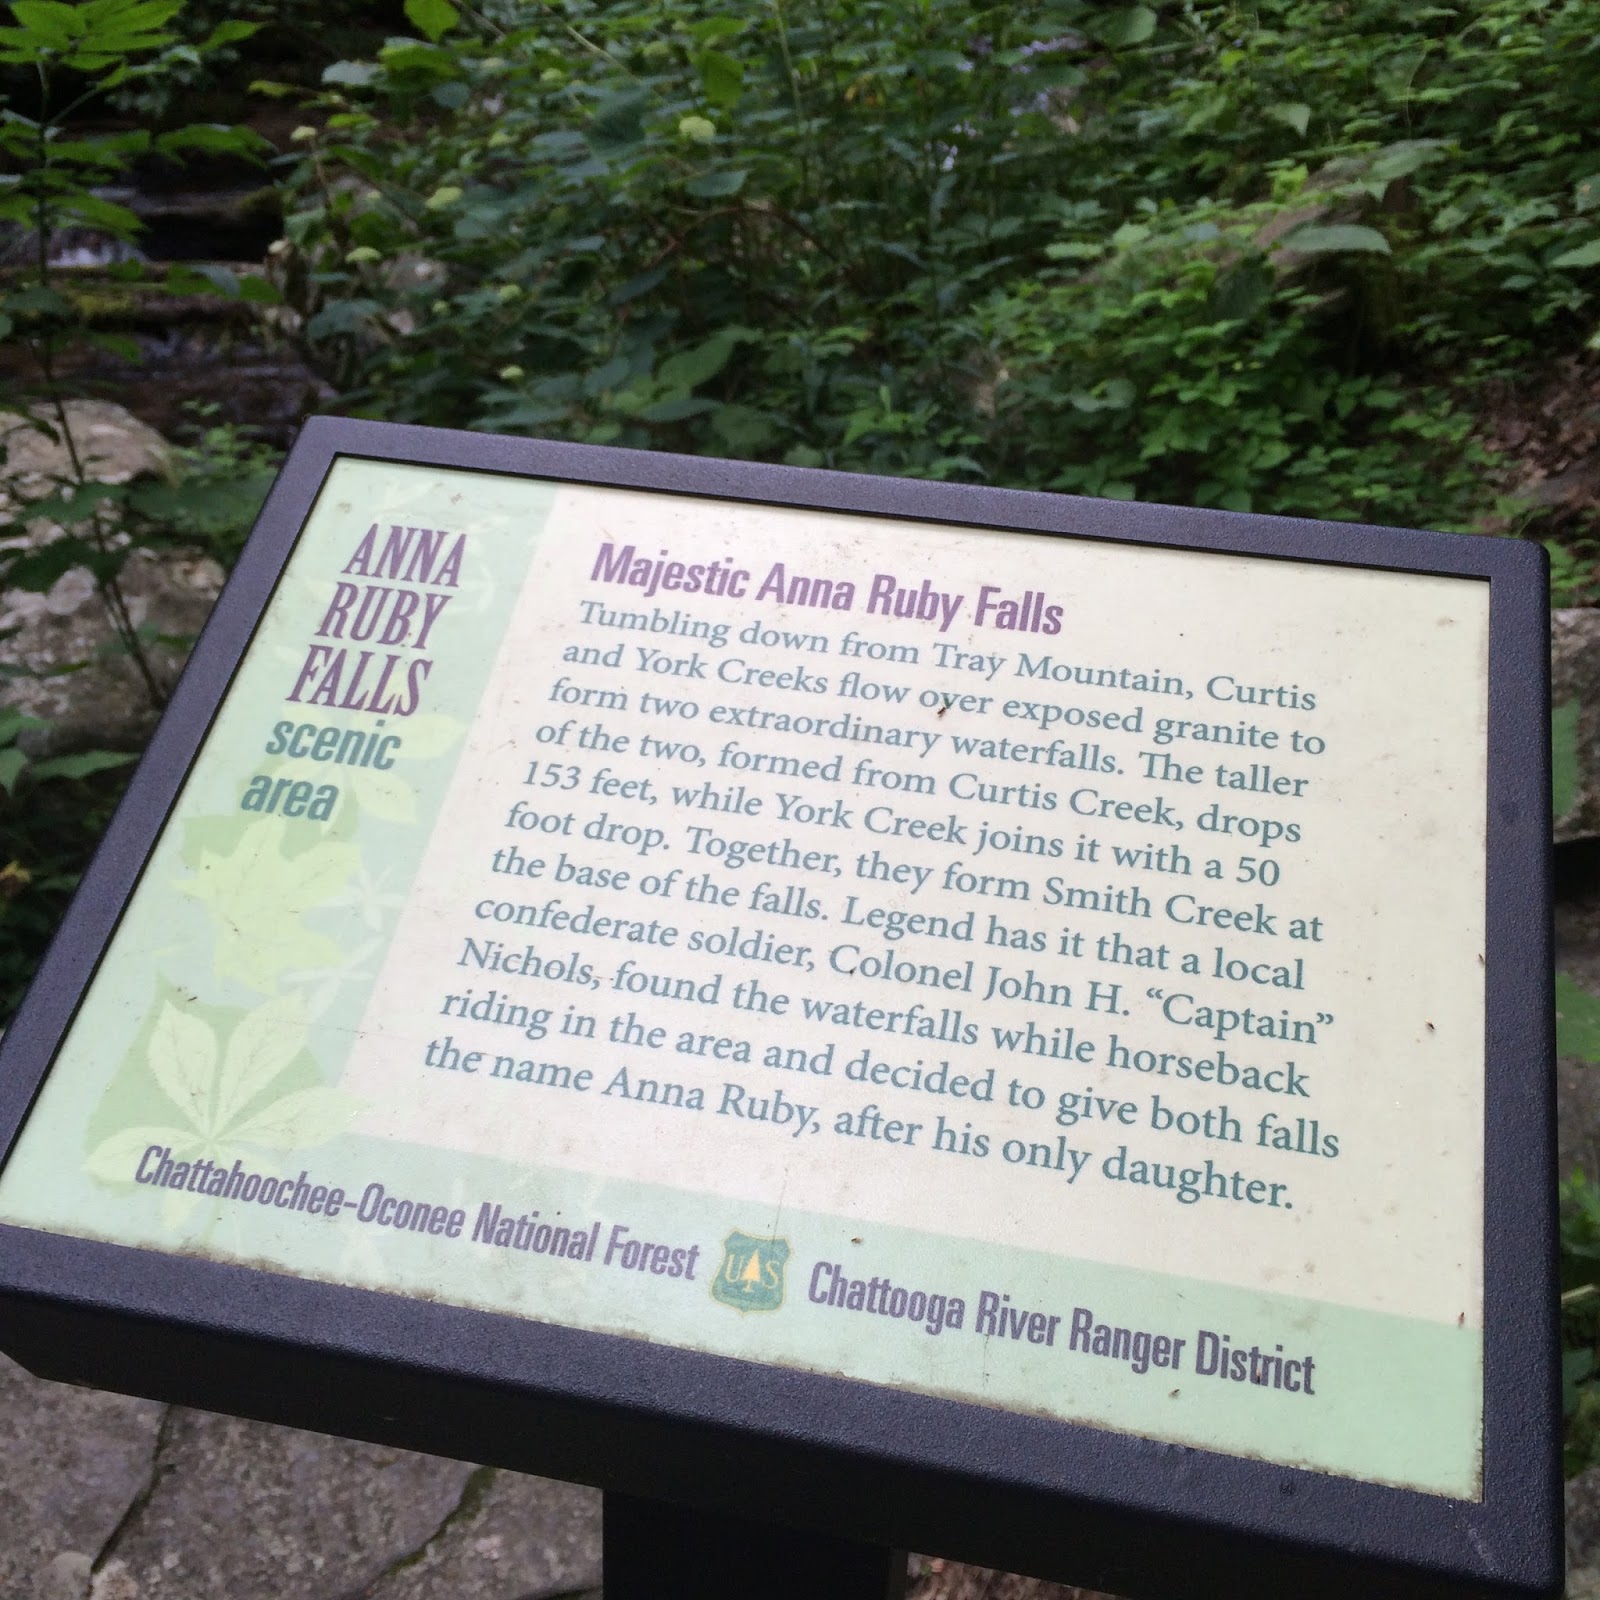 ANNA
RUBY
FALLS
scenic
area
Majestic Anna Ruby Falls
Tumbling down from Tray Mountain, Curtis
and York Creeks flow over exposed granite to
form two extraordinary waterfalls. The taller
of the two, formed from Curtis Creek, drops
153 feet, while York Creek joins it with a 50
foot drop. Together, they form Smith Creek at
the base of the falls. Legend has it that a local
confederate soldier, Colonel John H. “Captain”
Nichols, found the waterfalls while horseback
riding in the area and decided to give both falls
the name Anna Ruby, after his only daughter.
Chattahoochee-Oconee National Forest
U S
Chattooga River Ranger District